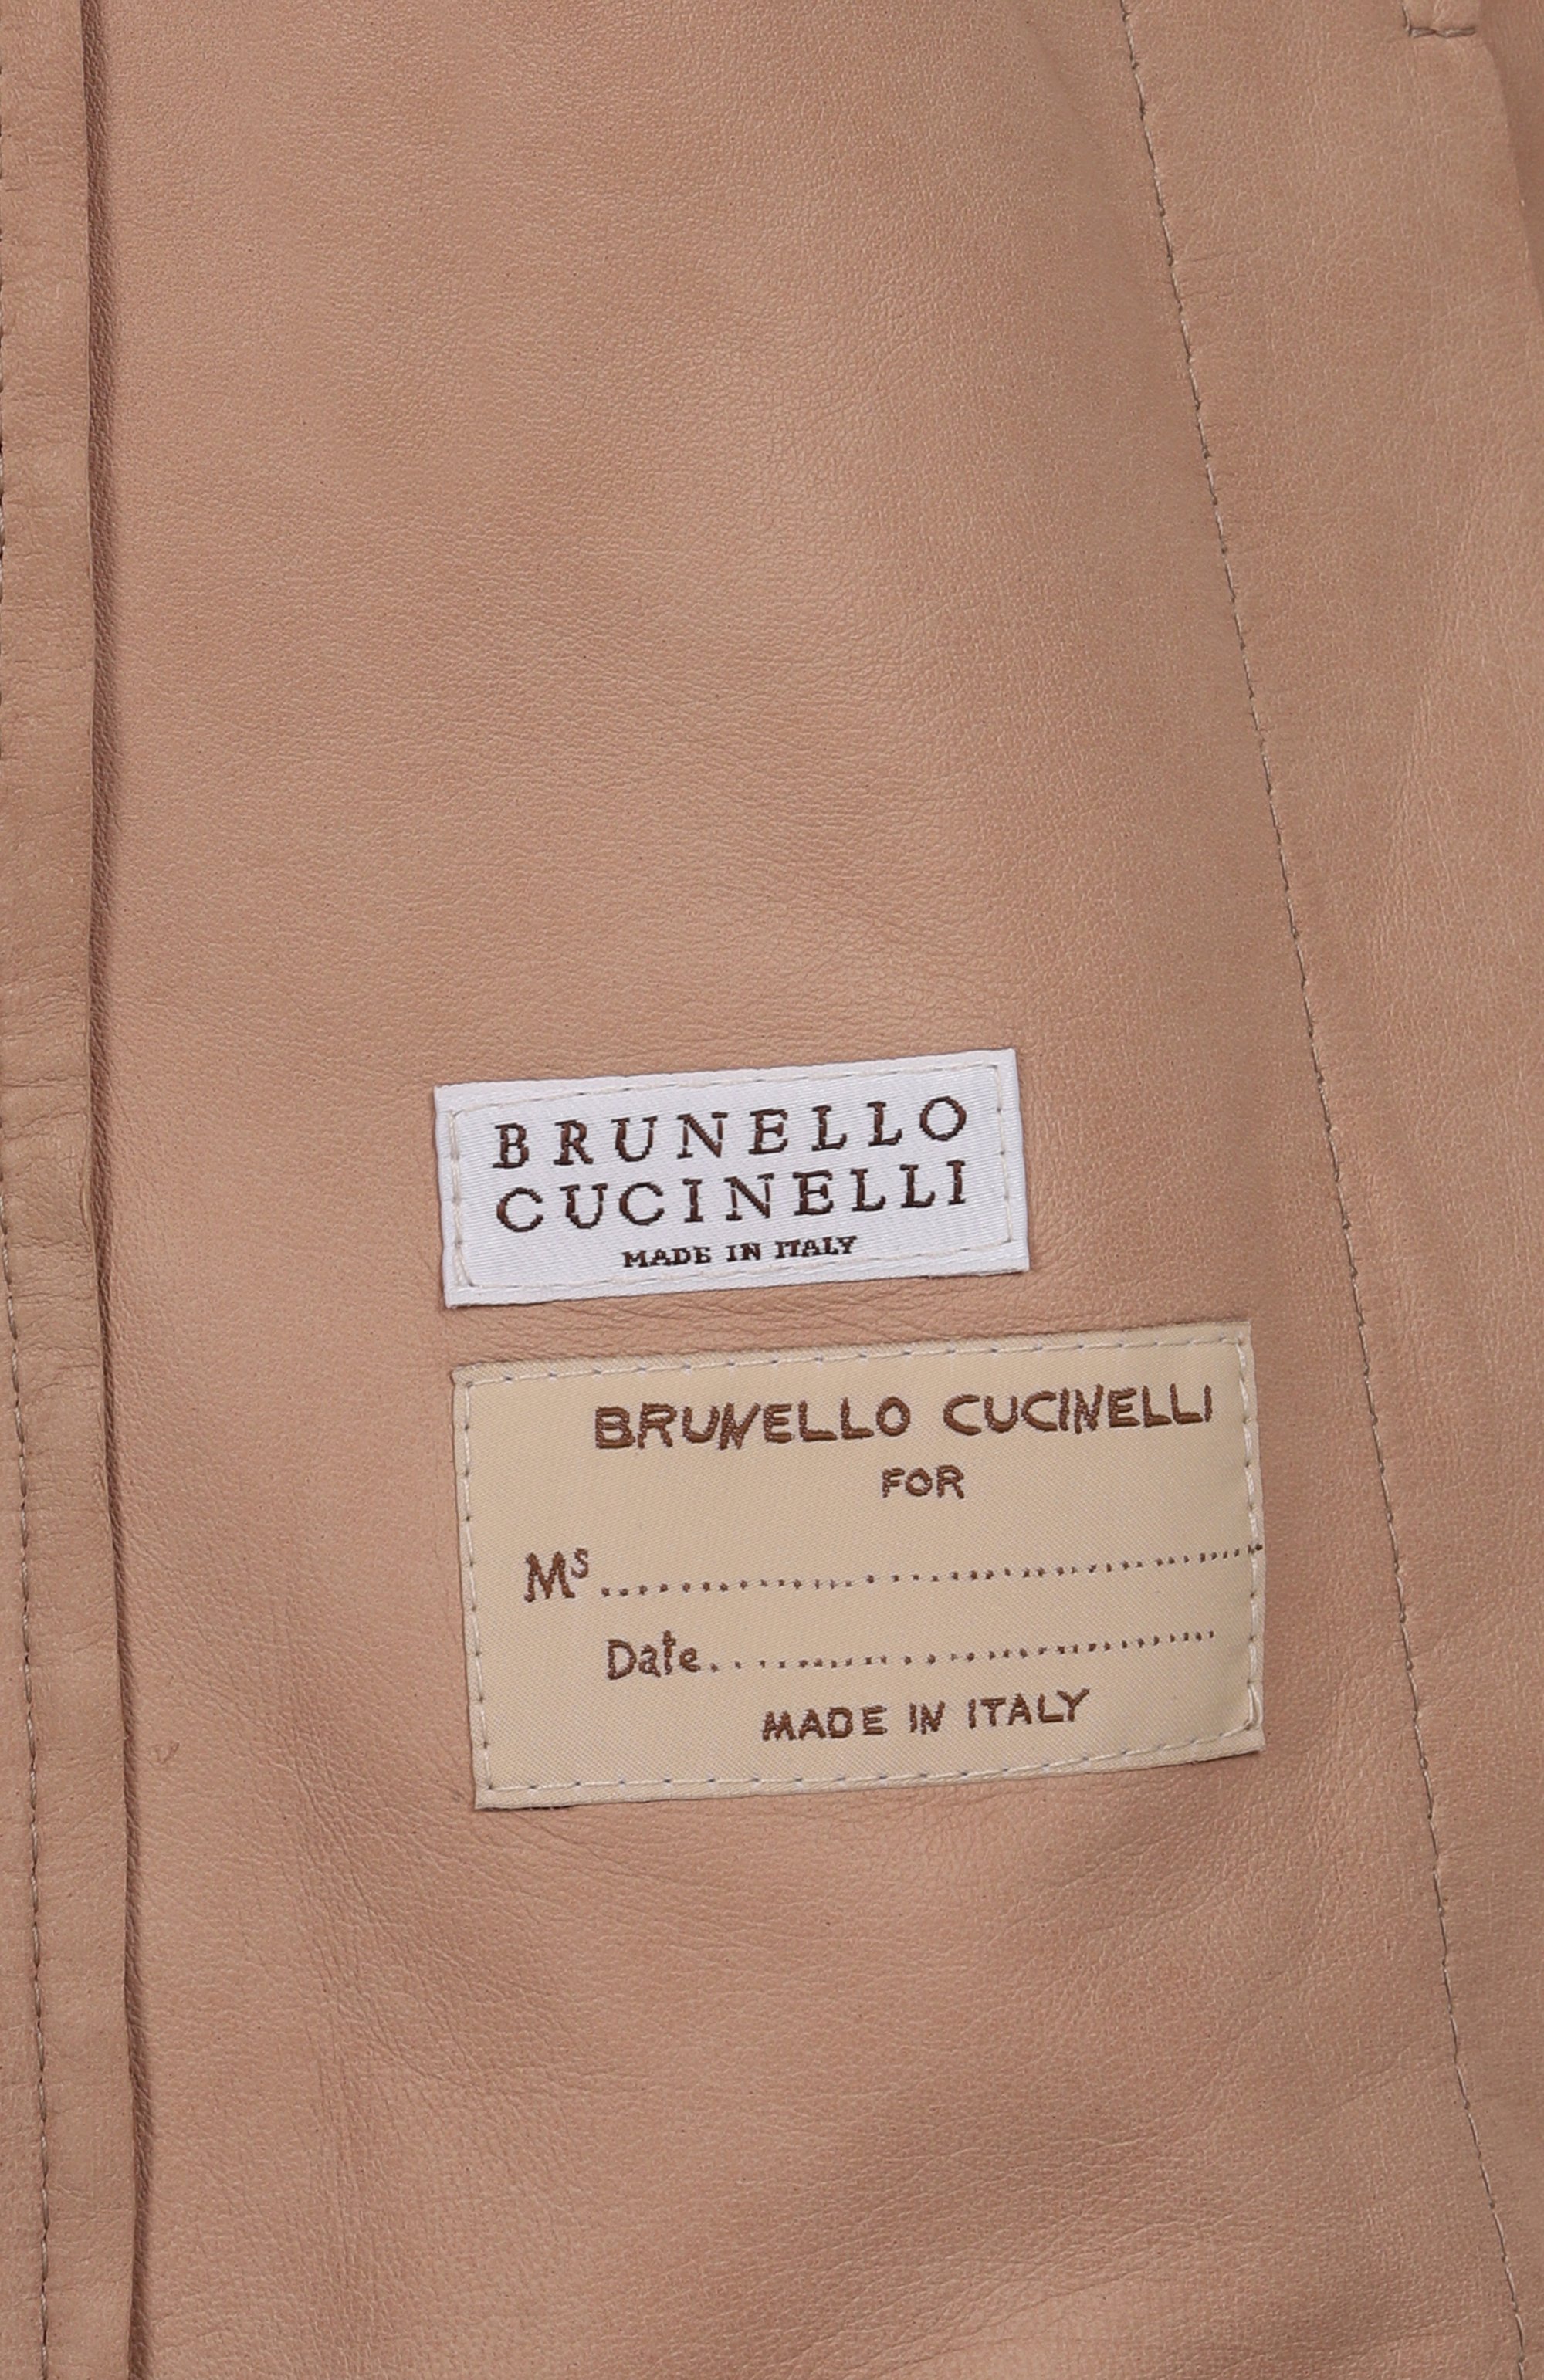 BRUNELLO
CUCINELLI
MADE IN ITALY
BRUNELLO CUCINELLI
FOR
Ms..............................
Date..............................
MADE IN ITALY